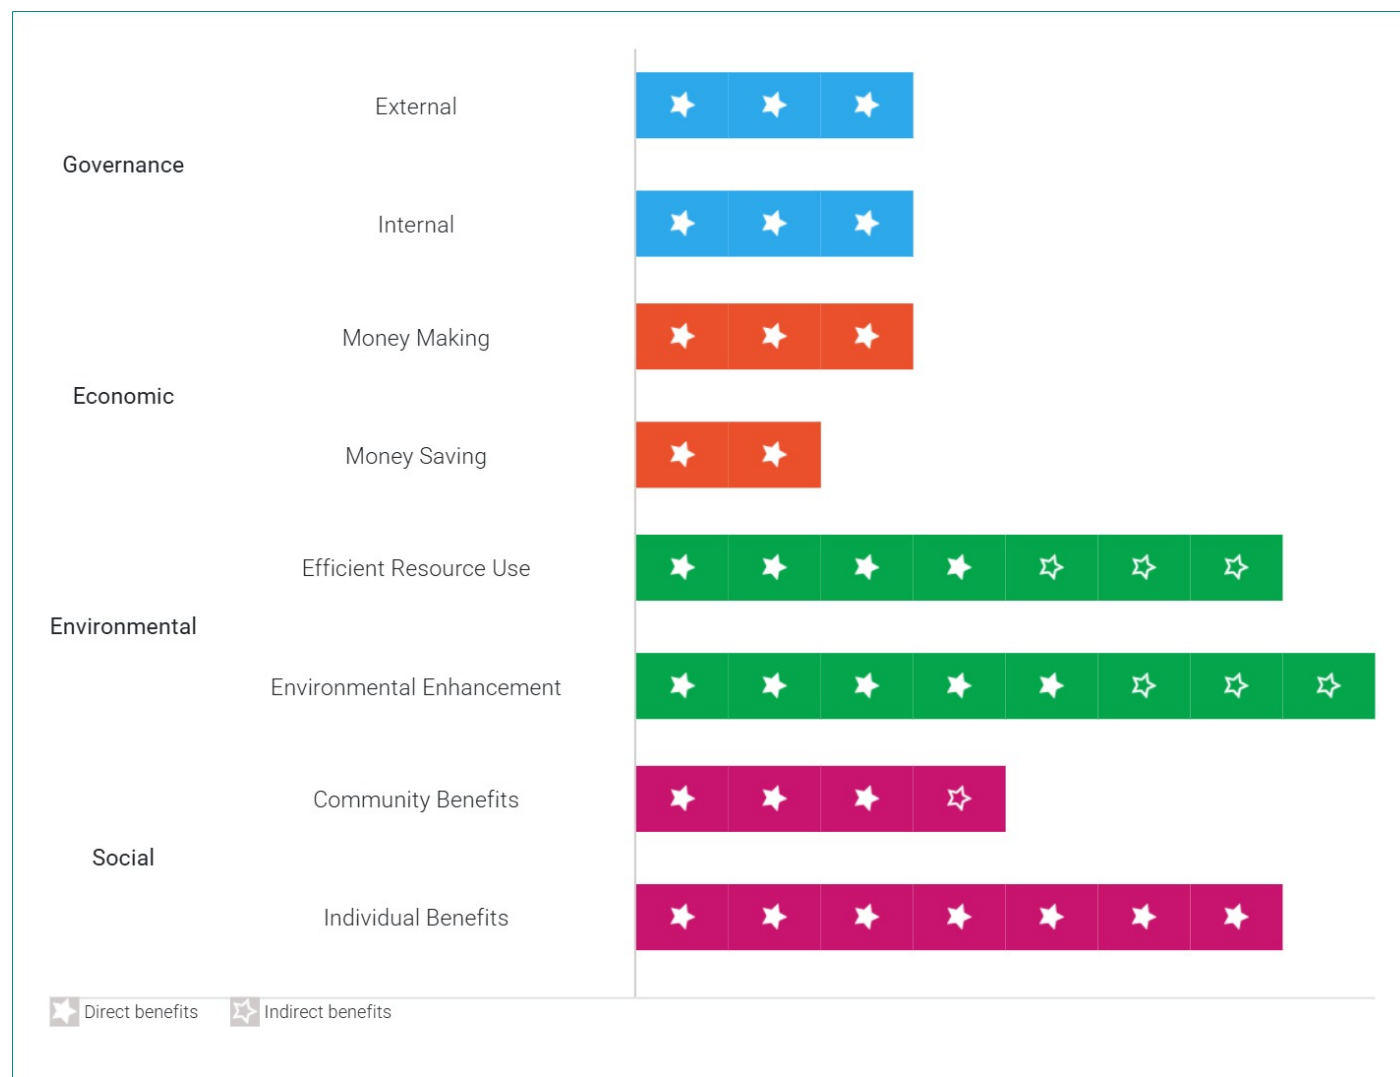 External
Governance
Internal
Money Making
Economic
Money Saving
Efficient Resource Use
Environmental
Environmental Enhancement
Community Benefits
Social
Individual Benefits
Direct benefits
Indirect benefits